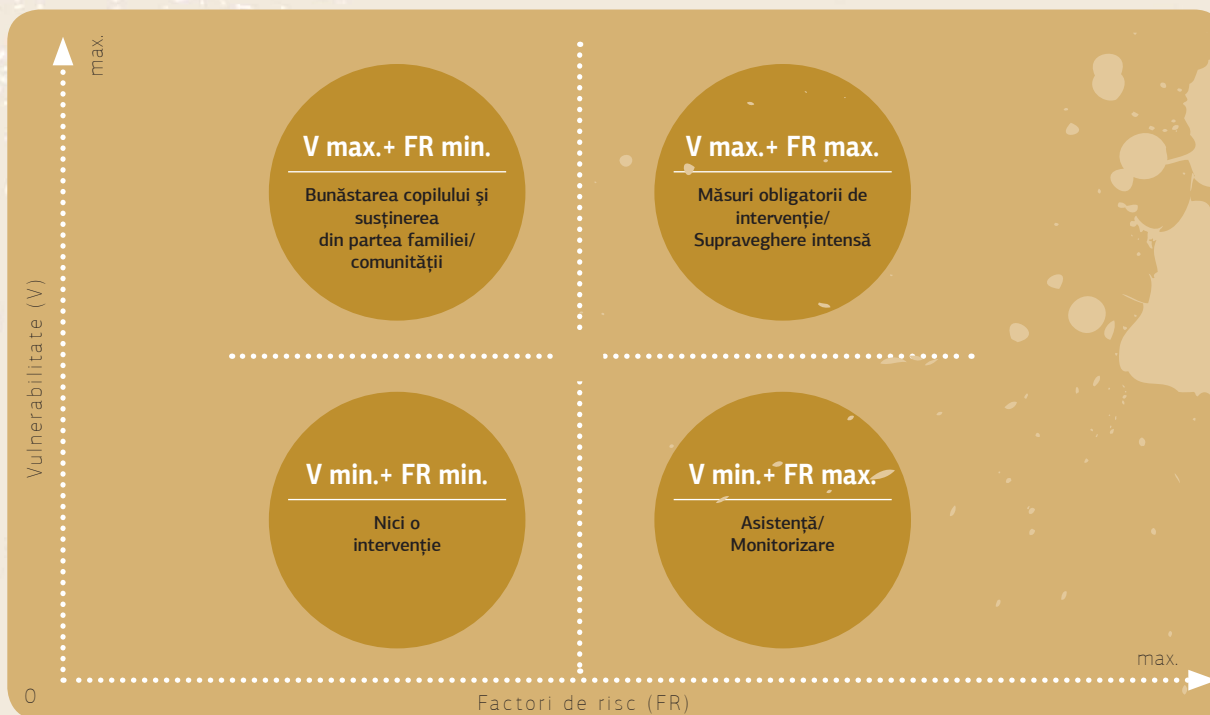 max.
Vulnerabilitate (V)
V max.+ FR min.
Bunăstarea copilului şi
susținerea
din partea familiei/
comunității
V max.+ FR max.
Măsuri obligatorii de
intervenție/
Supraveghere intensă
V min.+ FR min.
Nici o
intervenție
V min.+ FR max.
Asistență/
Monitorizare
max.
0
Factori de risc (FR)